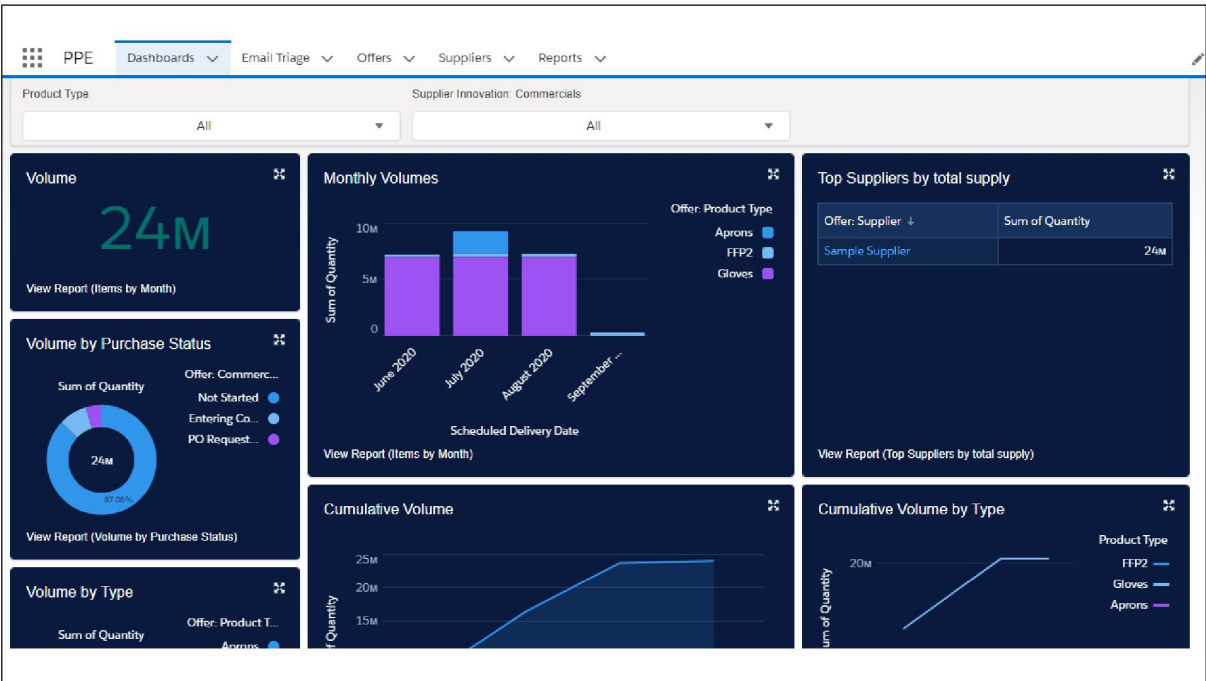 PPE Dashboards Email Triage Offers Suppliers Reports
Product Type
All
Supplier Innovation: Commercials
All
Volume
24M
View Report (Items by Month)
Monthly Volumes
Offer: Product Type
Aprons
FFP2
Gloves
Sum of Quantity
10M
5M
0
June 2020
July 2020
August 2020
September ...
Scheduled Delivery Date
View Report (Items by Month)
Top Suppliers by total supply
Offer: Supplier ↓ Sum of Quantity
Sample Supplier 24M
View Report (Top Suppliers by total supply)
Volume by Purchase Status
Sum of Quantity
Offer: Commerc...
Not Started
Entering Co...
PO Request...
24M
87.08%
View Report (Volume by Purchase Status)
Cumulative Volume
25M
20M
15M
of Quantity
Cumulative Volume by Type
Product Type
FFP2
Gloves
Aprons
20M
Sum of Quantity
Volume by Type
Sum of Quantity
Offer: Product T...
Aprons